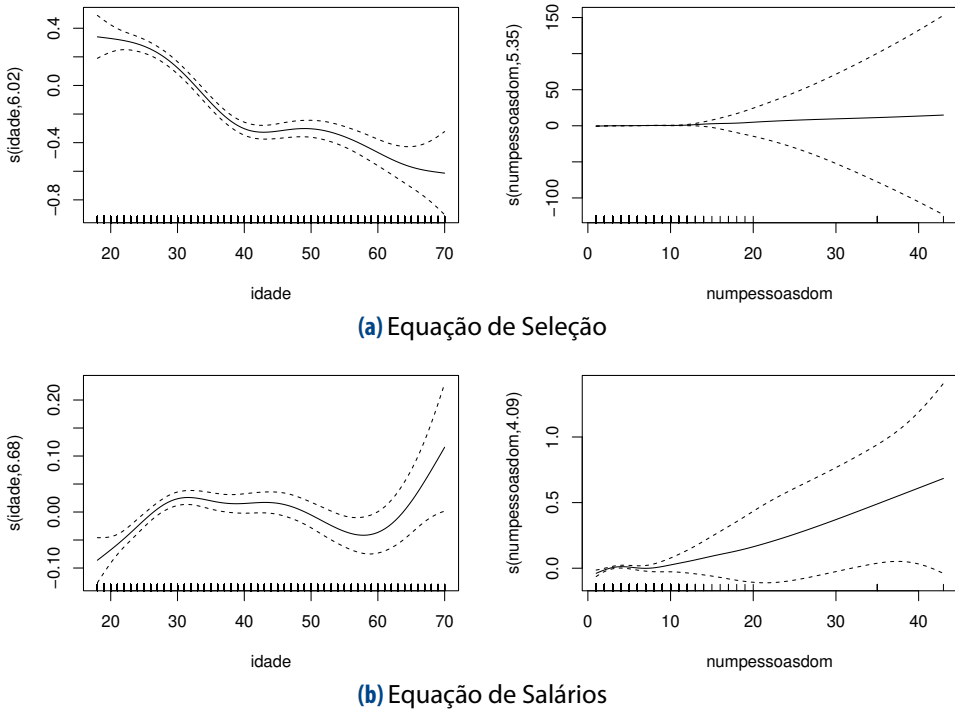 s(idade,6.02)
0.4
0.0
−0.4
−0.8
20 30 40 50 60 70
idade
s(numpessoasdom,5.35)
150
50
0
−100
0 10 20 30 40
numpessoasdom
(a) Equação de Seleção
s(idade,6.68)
0.20
0.10
0.00
−0.10
20 30 40 50 60 70
idade
s(numpessoasdom,4.09)
1.0
0.5
0.0
0 10 20 30 40
numpessoasdom
(b) Equação de Salários